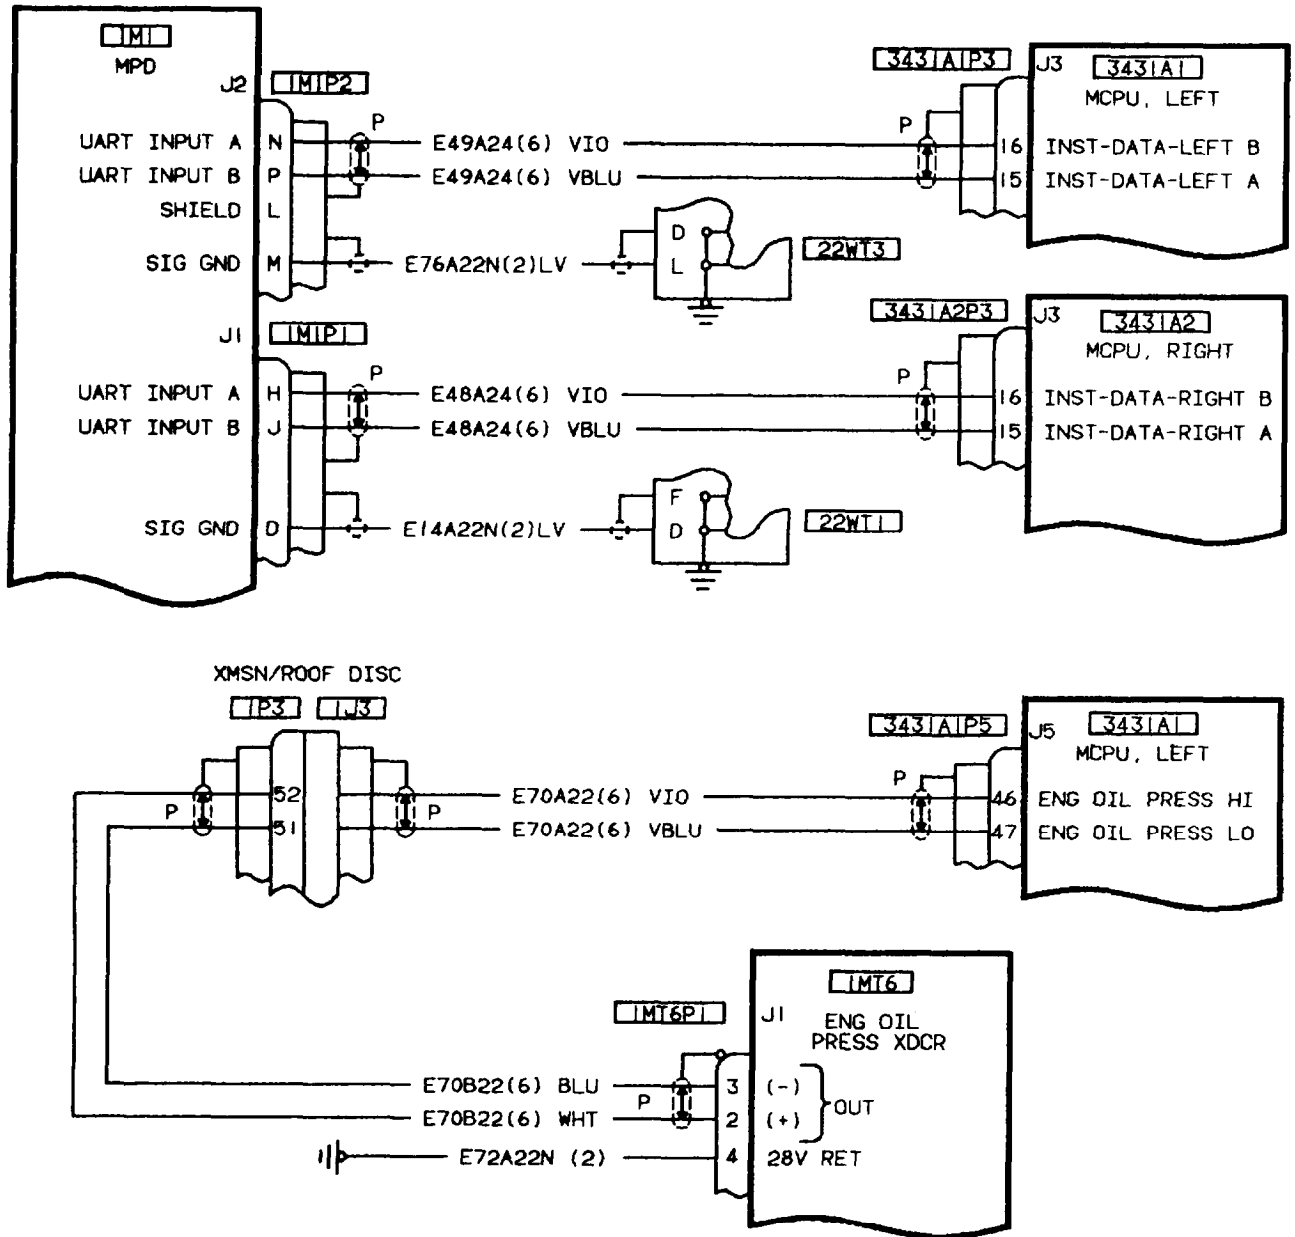 1M1
MPD
J2 1M1P2
UART INPUT A N P E49A24(6) VIO
UART INPUT B P E49A24(6) VBLU
SHIELD L
SIG GND M E76A22N(2)LV D L 22WT3
3431A1P3 J3 3431A1
MCPU, LEFT
P 16 INST-DATA-LEFT B
15 INST-DATA-LEFT A
J1 1M1P1
UART INPUT A H P E48A24(6) VIO
UART INPUT B J E48A24(6) VBLU
SIG GND D E14A22N(2)LV F D 22WT1
3431A2P3 J3 3431A2
MCPU, RIGHT
P 16 INST-DATA-RIGHT B
15 INST-DATA-RIGHT A
XMSN/ROOF DISC
1P3 1J3
P 52 P E70A22(6) VIO
51 E70A22(6) VBLU
3431A1P5 J5 3431A1
MCPU, LEFT
P 46 ENG OIL PRESS HI
47 ENG OIL PRESS LO
1MT6P1 J1 1MT6
ENG OIL
PRESS XDCR
E70B22(6) BLU P 3 (-)
OUT
E70B22(6) WHT 2 (+)
E72A22N (2) 4 28V RET